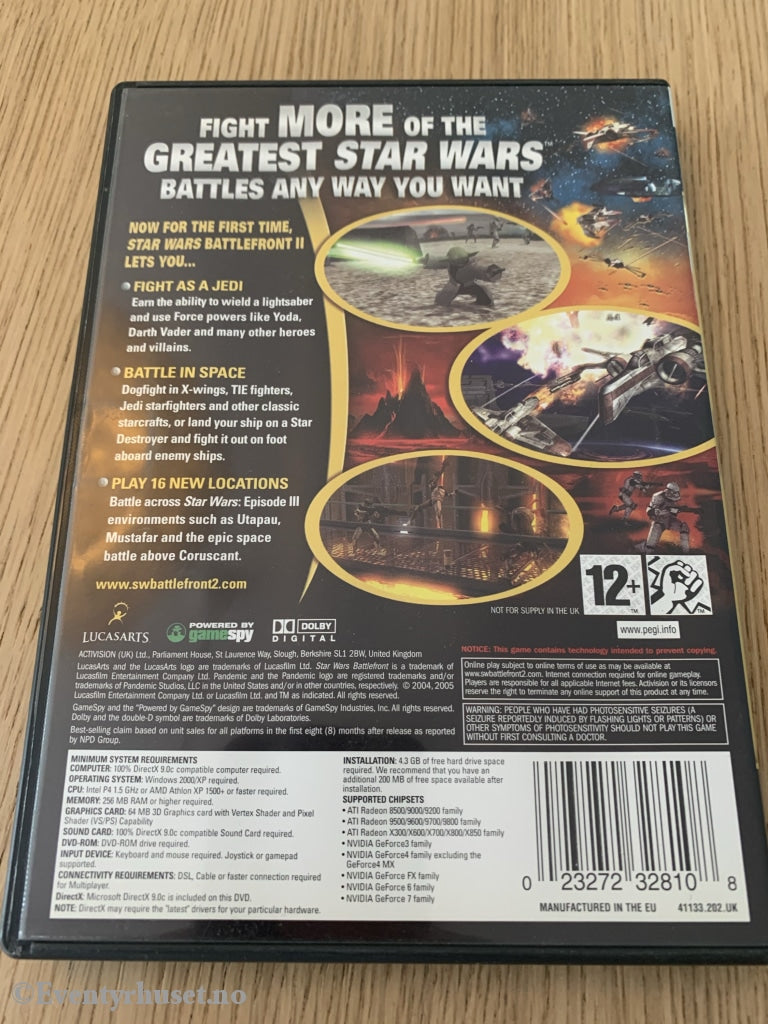 FIGHT MORE OF THE
GREATEST STAR WARS™
BATTLES ANY WAY YOU WANT
NOW FOR THE FIRST TIME,
STAR WARS BATTLEFRONT II
LETS YOU...
FIGHT AS A JEDI
Earn the ability to wield a lightsaber
and use Force powers like Yoda,
Darth Vader and many other heroes
and villains.
BATTLE IN SPACE
Dogfight in X-wings, TIE fighters,
Jedi starfighters and other classic
starcrafts, or land your ship on a Star
Destroyer and fight it out on foot
aboard enemy ships.
PLAY 16 NEW LOCATIONS
Battle across Star Wars: Episode III
environments such as Utapau,
Mustafar and the epic space
battle above Coruscant.
www.swbattlefront2.com
NOT FOR SUPPLY IN THE UK
12+
™
www.pegi.info
LUCASARTS
POWERED BY
gamespy
DOLBY
DIGITAL
ACTIVISION (UK) Ltd., Parliament House, St Laurence Way, Slough, Berkshire SL1 2BW, United Kingdom
LucasArts and the LucasArts logo are trademarks of Lucasfilm Ltd. Star Wars Battlefront is a trademark of
Lucasfilm Entertainment Company Ltd. Pandemic and the Pandemic logo are registered trademarks and/or
trademarks of Pandemic Studios, LLC in the United States and/or in other countries, respectively. © 2004, 2005
Lucasfilm Entertainment Company Ltd. or Lucasfilm Ltd. and TM as indicated. All rights reserved.
GameSpy and the "Powered by GameSpy" design are trademarks of GameSpy Industries, Inc. All rights reserved.
Dolby and the double-D symbol are trademarks of Dolby Laboratories.
Best-selling claim based on unit sales for all platforms in the first eight (8) months after release as reported
by NPD Group.
NOTICE: This game contains technology intended to prevent copying.
Online play subject to online terms of use as may be available at
www.swbattlefront2.com. Internet connection required for online gameplay.
Players are responsible for all applicable Internet fees. Activision or its licensors
reserve the right to terminate any online support of this product at any time.
WARNING: PEOPLE WHO HAVE HAD PHOTOSENSITIVE SEIZURES (A
SEIZURE REPORTEDLY INDUCED BY FLASHING LIGHTS OR PATTERNS) OR
OTHER SYMPTOMS OF PHOTOSENSITIVITY SHOULD NOT PLAY THIS GAME
WITHOUT FIRST CONSULTING A DOCTOR.
MINIMUM SYSTEM REQUIREMENTS
COMPUTER: 100% DirectX 9.0c compatible computer required.
OPERATING SYSTEM: Windows 2000/XP required.
CPU: Intel P4 1.5 GHz or AMD Athlon XP 1500+ or faster required.
MEMORY: 256 MB RAM or higher required.
GRAPHICS CARD: 64 MB 3D Graphics card with Vertex Shader and Pixel
Shader (VS/PS) Capability
SOUND CARD: 100% DirectX 9.0c compatible Sound Card required.
DVD-ROM: DVD-ROM drive required.
INPUT DEVICE: Keyboard and mouse required. Joystick or gamepad
supported.
CONNECTIVITY REQUIREMENTS: DSL, Cable or faster connection required
for Multiplayer.
DirectX: Microsoft DirectX 9.0c is included on this DVD.
NOTE: DirectX may require the "latest" drivers for your particular hardware.
INSTALLATION: 4.3 GB of free hard drive space
required. We recommend that you have an
additional 200 MB of free space available after
installation.
SUPPORTED CHIPSETS
• ATI Radeon 8500/9000/9200 family
• ATI Radeon 9500/9600/9700/9800 family
• ATI Radeon X300/X600/X700/X800/X850 family
• NVIDIA GeForce3 family
• NVIDIA GeForce4 family excluding the
GeForce4 MX
• NVIDIA GeForce FX family
• NVIDIA GeForce 6 family
• NVIDIA GeForce 7 family
0 23272 32810 8
MANUFACTURED IN THE EU 41133.202.UK
©Eventyrhuset.no